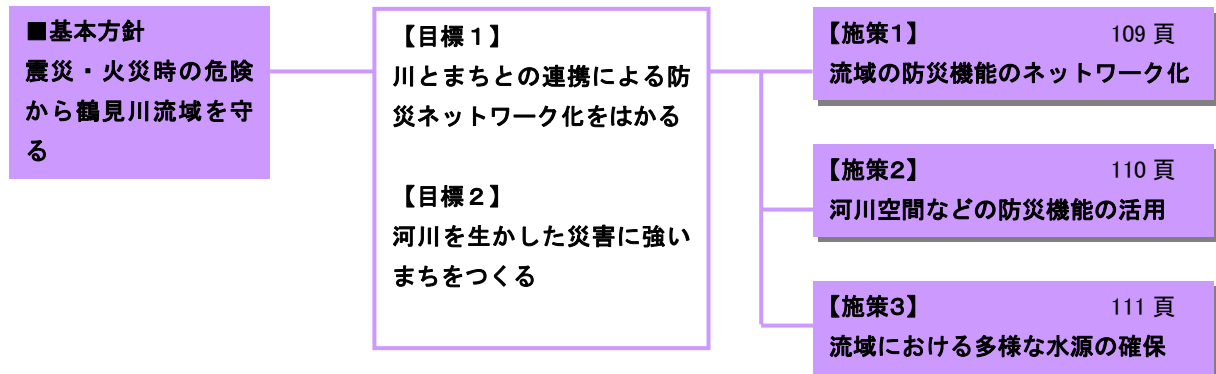 ■基本方針
震災・火災時の危険
から鶴見川流域を守
る
【目標１】
川とまちとの連携による防
災ネットワーク化をはかる
【目標２】
河川を生かした災害に強い
まちをつくる
【施策1】 109 頁
流域の防災機能のネットワーク化
【施策2】 110 頁
河川空間などの防災機能の活用
【施策3】 111 頁
流域における多様な水源の確保